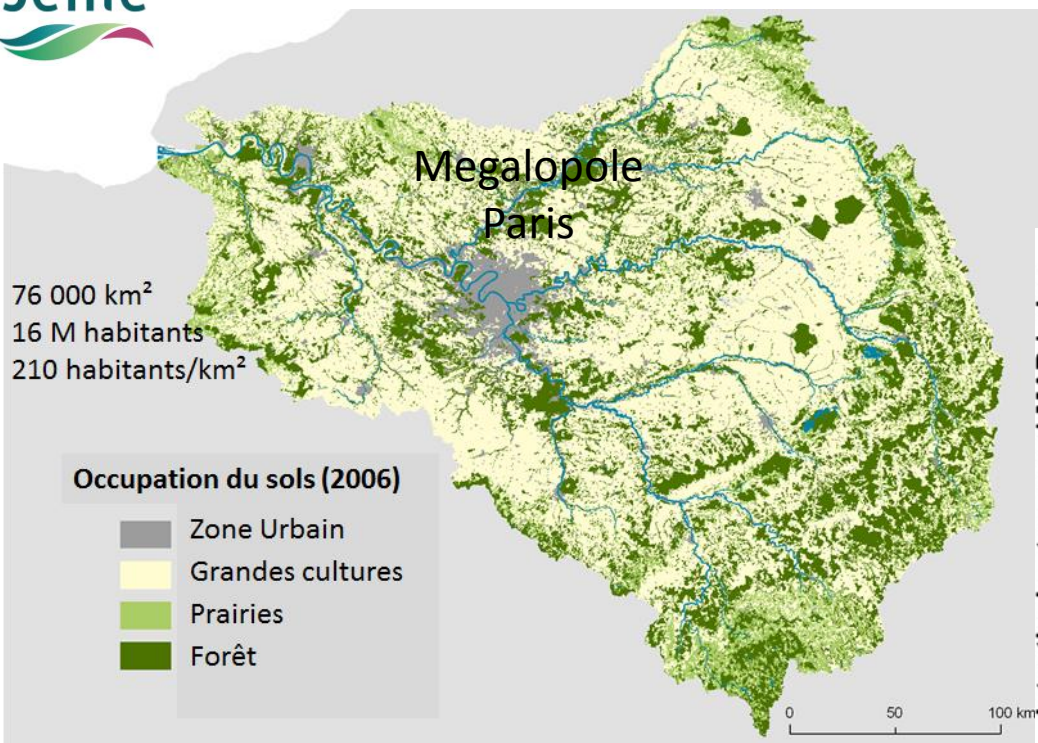 Megalopole
Paris
76 000 km²
16 M habitants
210 habitants/km²
Occupation du sols (2006)
Zone Urbain
Grandes cultures
Prairies
Forêt
0 50 100 km